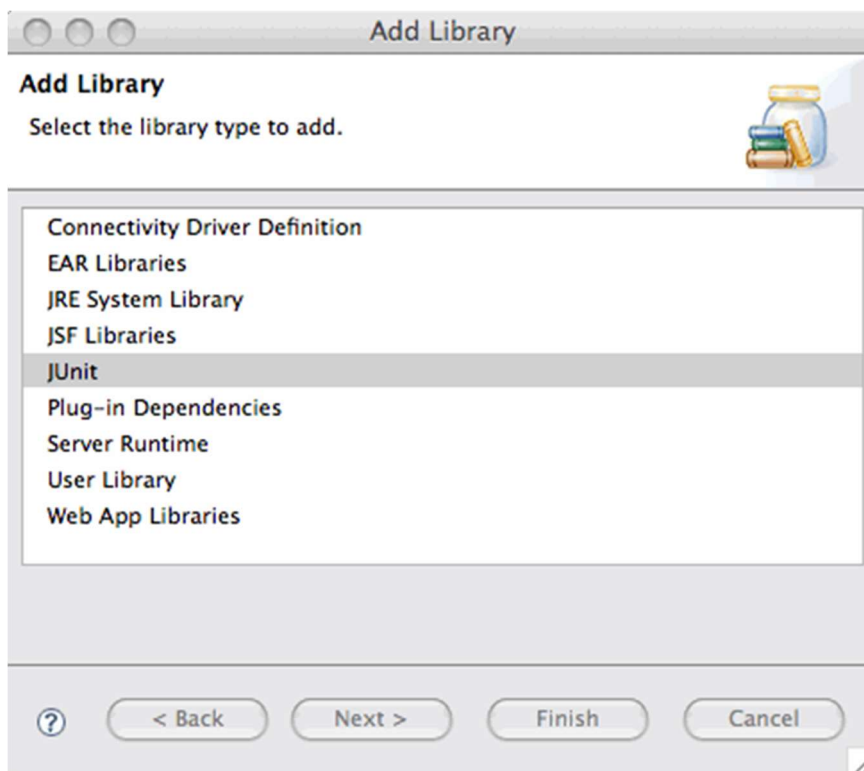 Add Library
Add Library
Select the library type to add.
Connectivity Driver Definition
EAR Libraries
JRE System Library
JSF Libraries
JUnit
Plug-in Dependencies
Server Runtime
User Library
Web App Libraries
? < Back Next > Finish Cancel